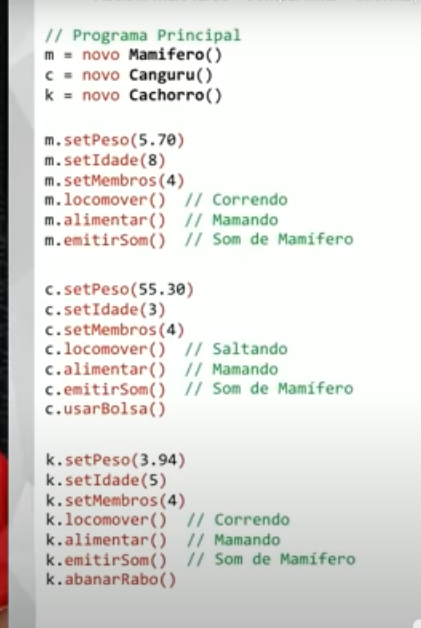 // Programa Principal
m = novo Mamifero()
c = novo Canguru()
k = novo Cachorro()
m.setPeso(5.70)
m.setIdade(8)
m.setMembros(4)
m.locomover() // Correndo
m.alimentar() // Mamando
m.emitirSom() // Som de Mamífero
c.setPeso(55.30)
c.setIdade(3)
c.setMembros(4)
c.locomover() // Saltando
c.alimentar() // Mamando
c.emitirSom() // Som de Mamífero
c.usarBolsa()
k.setPeso(3.94)
k.setIdade(5)
k.setMembros(4)
k.locomover() // Correndo
k.alimentar() // Mamando
k.emitirSom() // Som de Mamífero
k.abanarRabo()